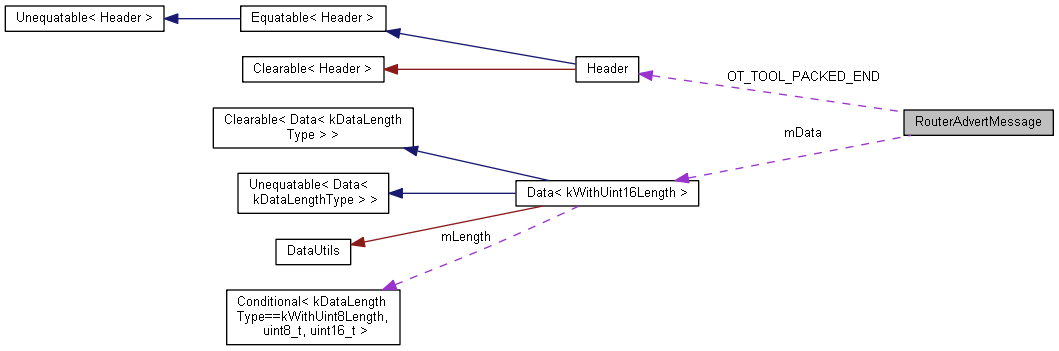 Unequatable< Header >
Equatable< Header >
Clearable< Header >
Header
OT_TOOL_PACKED_END
RouterAdvertMessage
mData
Clearable< Data< kDataLength
Type > >
Unequatable< Data<
kDataLengthType > >
Data< kWithUint16Length >
DataUtils
mLength
Conditional< kDataLength
Type==kWithUint8Length,
uint8_t, uint16_t >